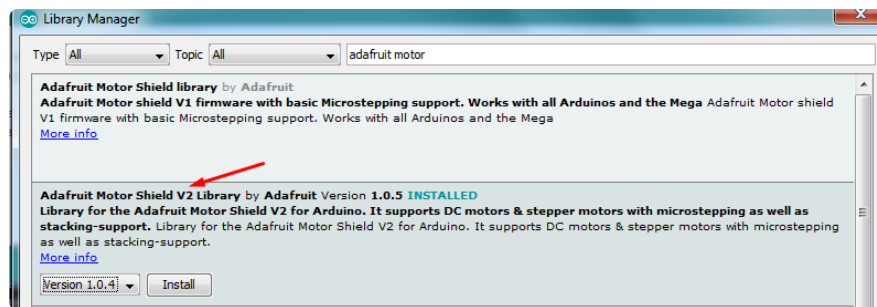 Library Manager
Type All Topic All adafruit motor
Adafruit Motor Shield library by Adafruit
Adafruit Motor shield V1 firmware with basic Microstepping support. Works with all Arduinos and the Mega Adafruit Motor shield
V1 firmware with basic Microstepping support. Works with all Arduinos and the Mega
More info
Adafruit Motor Shield V2 Library by Adafruit Version 1.0.5 INSTALLED
Library for the Adafruit Motor Shield V2 for Arduino. It supports DC motors & stepper motors with microstepping as well as
stacking-support. Library for the Adafruit Motor Shield V2 for Arduino. It supports DC motors & stepper motors with microstepping
as well as stacking-support.
More info
Version 1.0.4 Install